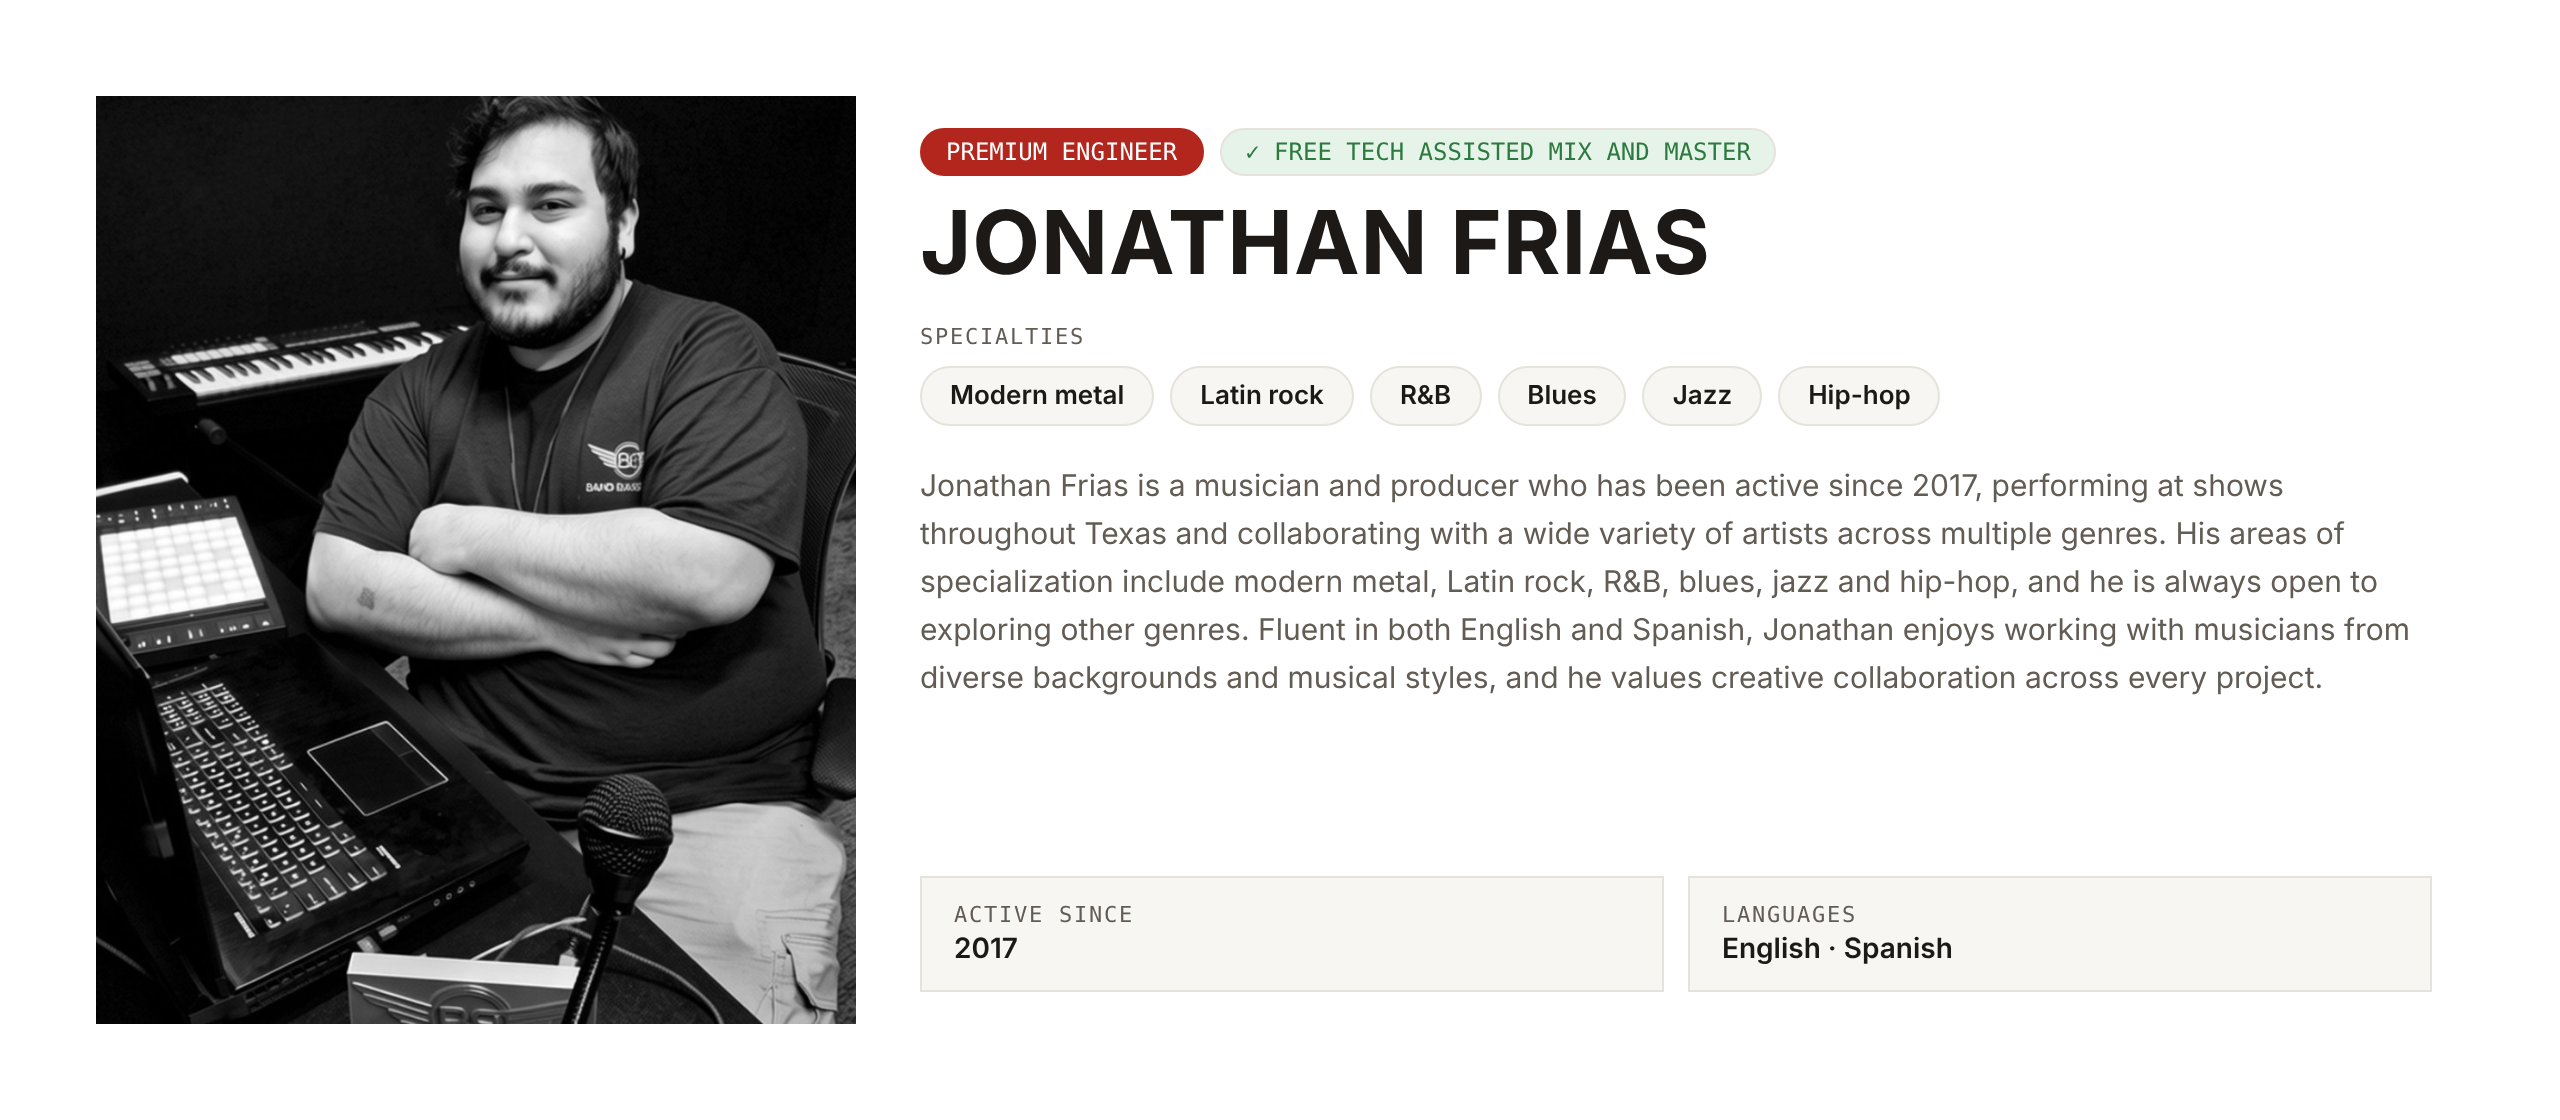 PREMIUM ENGINEER
✓ FREE TECH ASSISTED MIX AND MASTER
JONATHAN FRIAS
SPECIALTIES
Modern metal
Latin rock
R&B
Blues
Jazz
Hip-hop
Jonathan Frias is a musician and producer who has been active since 2017, performing at shows
throughout Texas and collaborating with a wide variety of artists across multiple genres. His areas of
specialization include modern metal, Latin rock, R&B, blues, jazz and hip-hop, and he is always open to
exploring other genres. Fluent in both English and Spanish, Jonathan enjoys working with musicians from
diverse backgrounds and musical styles, and he values creative collaboration across every project.
ACTIVE SINCE
2017
LANGUAGES
English · Spanish